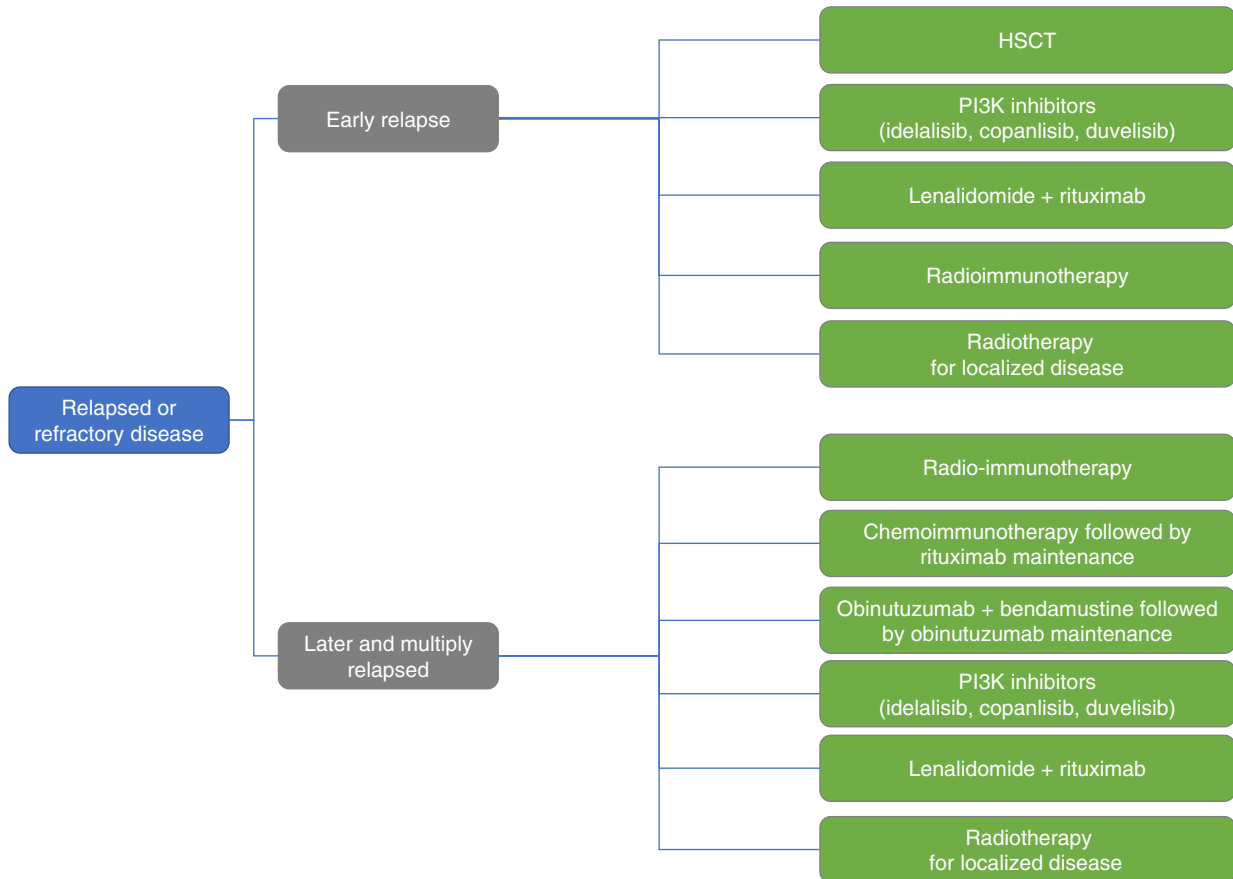 HSCT
Early relapse
PI3K inhibitors
(idelalisib, copanlisib, duvelisib)
Lenalidomide + rituximab
Radioimmunotherapy
Radiotherapy
for localized disease
Relapsed or
refractory disease
Radio-immunotherapy
Chemoimmunotherapy followed by
rituximab maintenance
Obinutuzumab + bendamustine followed
by obinutuzumab maintenance
Later and multiply
relapsed
PI3K inhibitors
(idelalisib, copanlisib, duvelisib)
Lenalidomide + rituximab
Radiotherapy
for localized disease